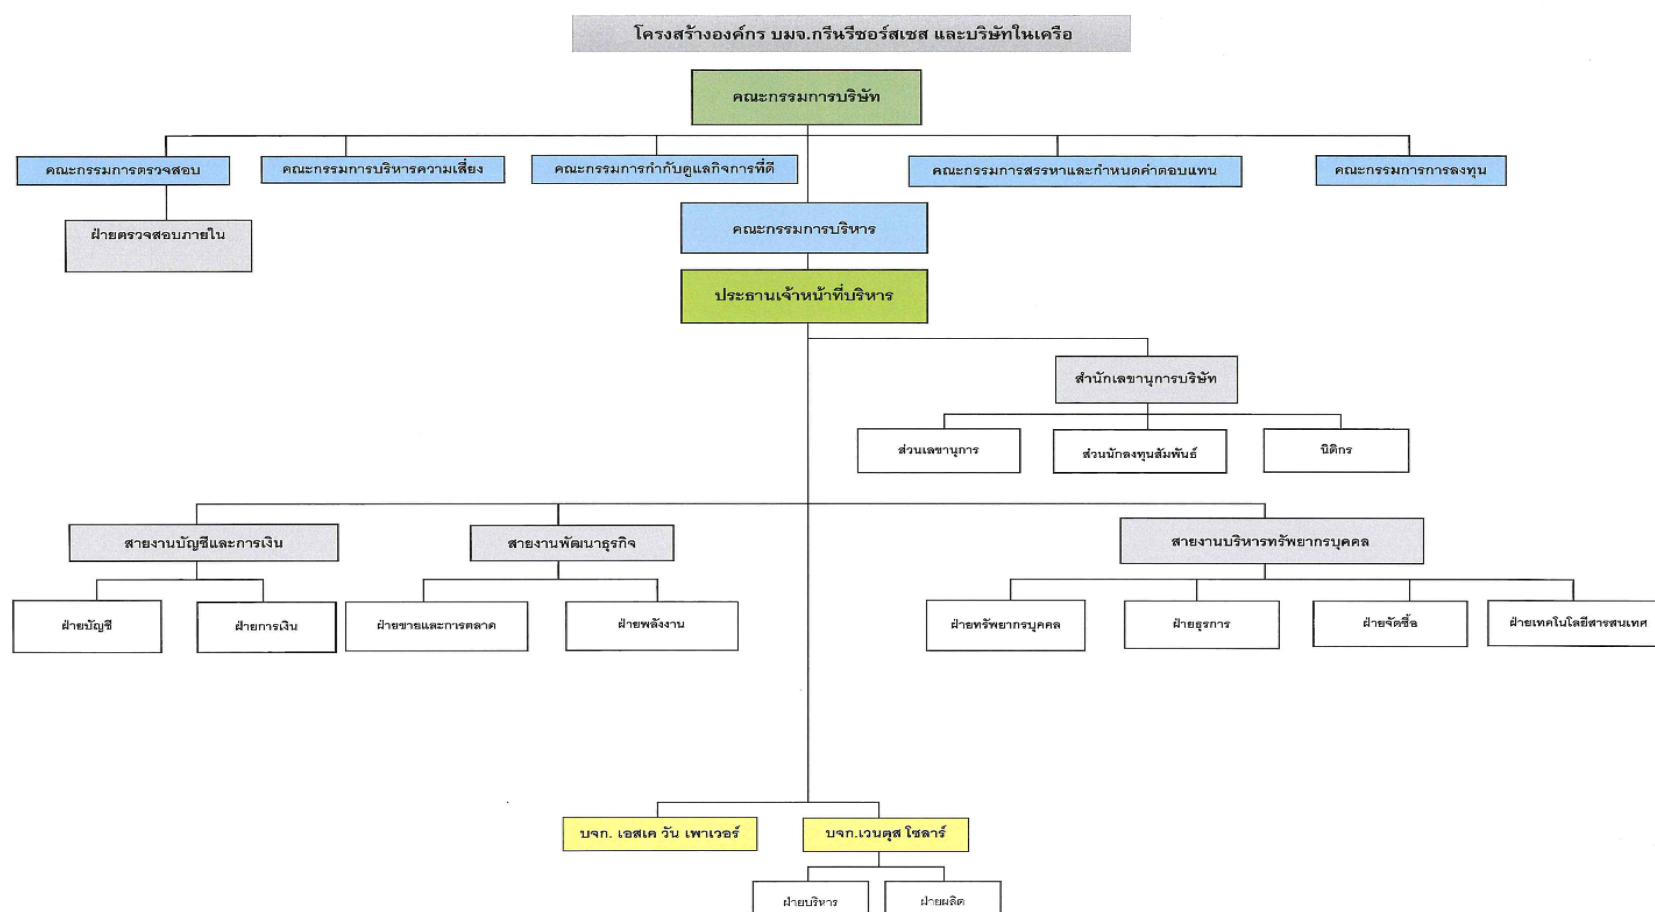 โครงสร้างองค์กร บมจ.กรีนรีซอร์สเซส และบริษัทในเครือ
คณะกรรมการบริษัท
คณะกรรมการตรวจสอบ
คณะกรรมการบริหารความเสี่ยง
คณะกรรมการกำกับดูแลกิจการที่ดี
คณะกรรมการสรรหาและกำหนดค่าตอบแทน
คณะกรรมการการลงทุน
ฝ่ายตรวจสอบภายใน
คณะกรรมการบริหาร
ประธานเจ้าหน้าที่บริหาร
สำนักเลขานุการบริษัท
ส่วนเลขานุการ
ส่วนนักลงทุนสัมพันธ์
นิติกร
สายงานบัญชีและการเงิน
สายงานพัฒนาธุรกิจ
สายงานบริหารทรัพยากรบุคคล
ฝ่ายบัญชี
ฝ่ายการเงิน
ฝ่ายขายและการตลาด
ฝ่ายพลังงาน
ฝ่ายทรัพยากรบุคคล
ฝ่ายธุรการ
ฝ่ายจัดซื้อ
ฝ่ายเทคโนโลยีสารสนเทศ
บจก. เอสเค วัน เพาเวอร์
บจก.เวนตุส โซลาร์
ฝ่ายบริหาร
ฝ่ายผลิต